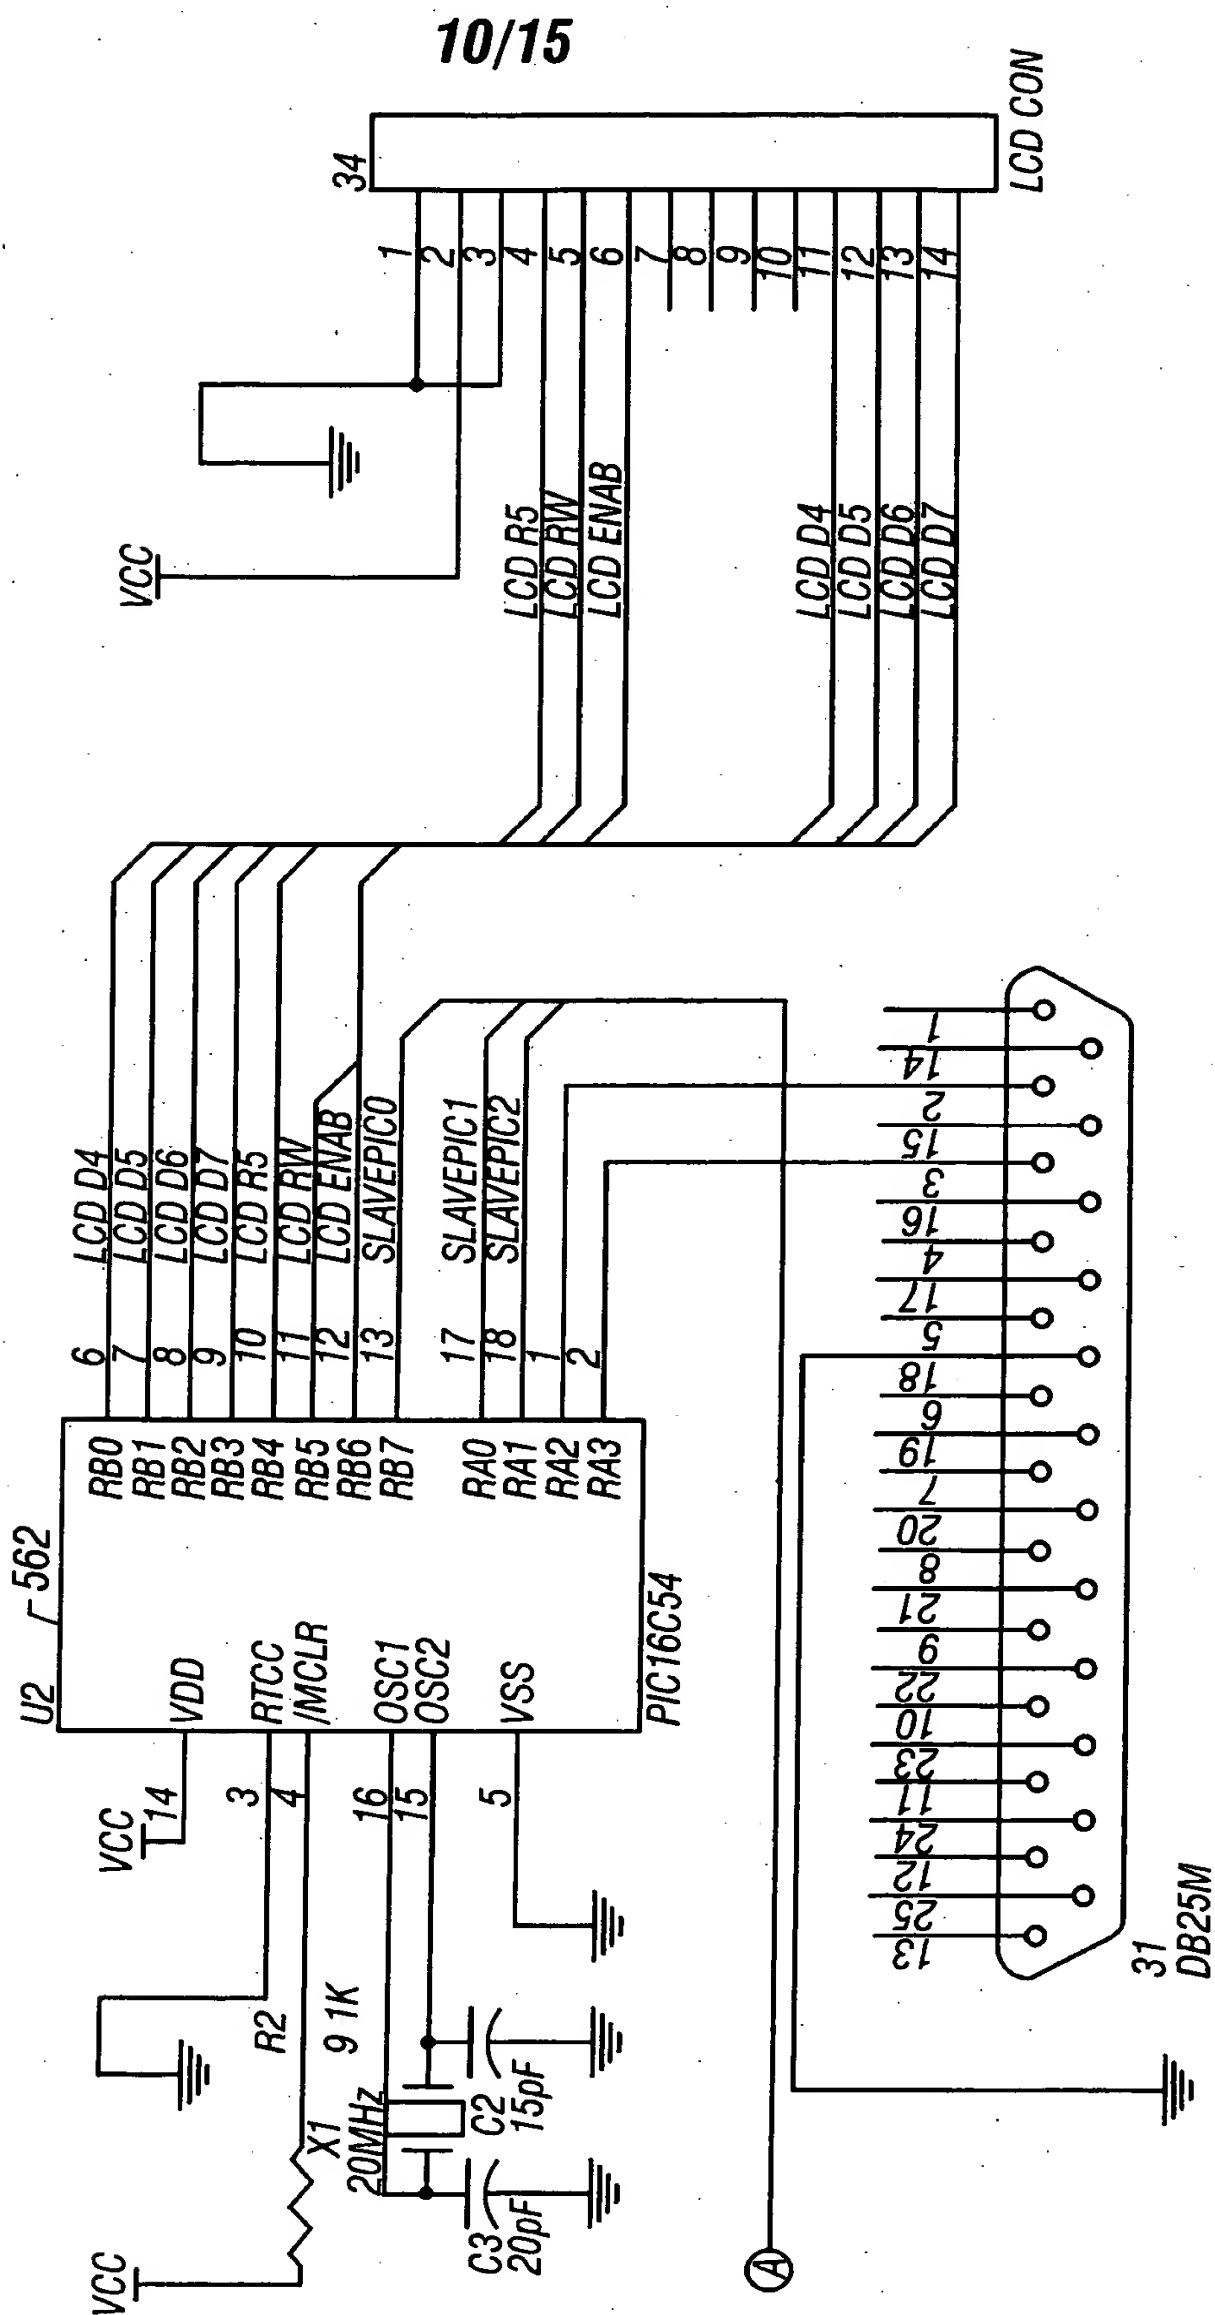 10/15
34
LCD CON
1
2
3
4
5
6
7
8
9
10
11
12
13
14
VCC
LCD R5
LCD RW
LCD ENAB
LCD D4
LCD D5
LCD D6
LCD D7
LCD D4
LCD D5
LCD D6
LCD D7
LCD R5
LCD RW
LCD ENAB
SLAVEPIC0
SLAVEPIC1
SLAVEPIC2
6
7
8
9
10
11
12
13
17
18
1
2
RB0
RB1
RB2
RB3
RB4
RB5
RB6
RB7
RA0
RA1
RA2
RA3
562
U2
VDD
RTCC
/MCLR
OSC1
OSC2
VSS
PIC16C54
VCC
14
3
4
16
15
5
R2
9 1K
X1
20MHz
C2
15pF
C3
20pF
VCC
A
1
14
2
15
3
16
4
17
5
18
6
19
7
20
8
21
9
22
10
23
11
24
12
25
13
31
DB25M